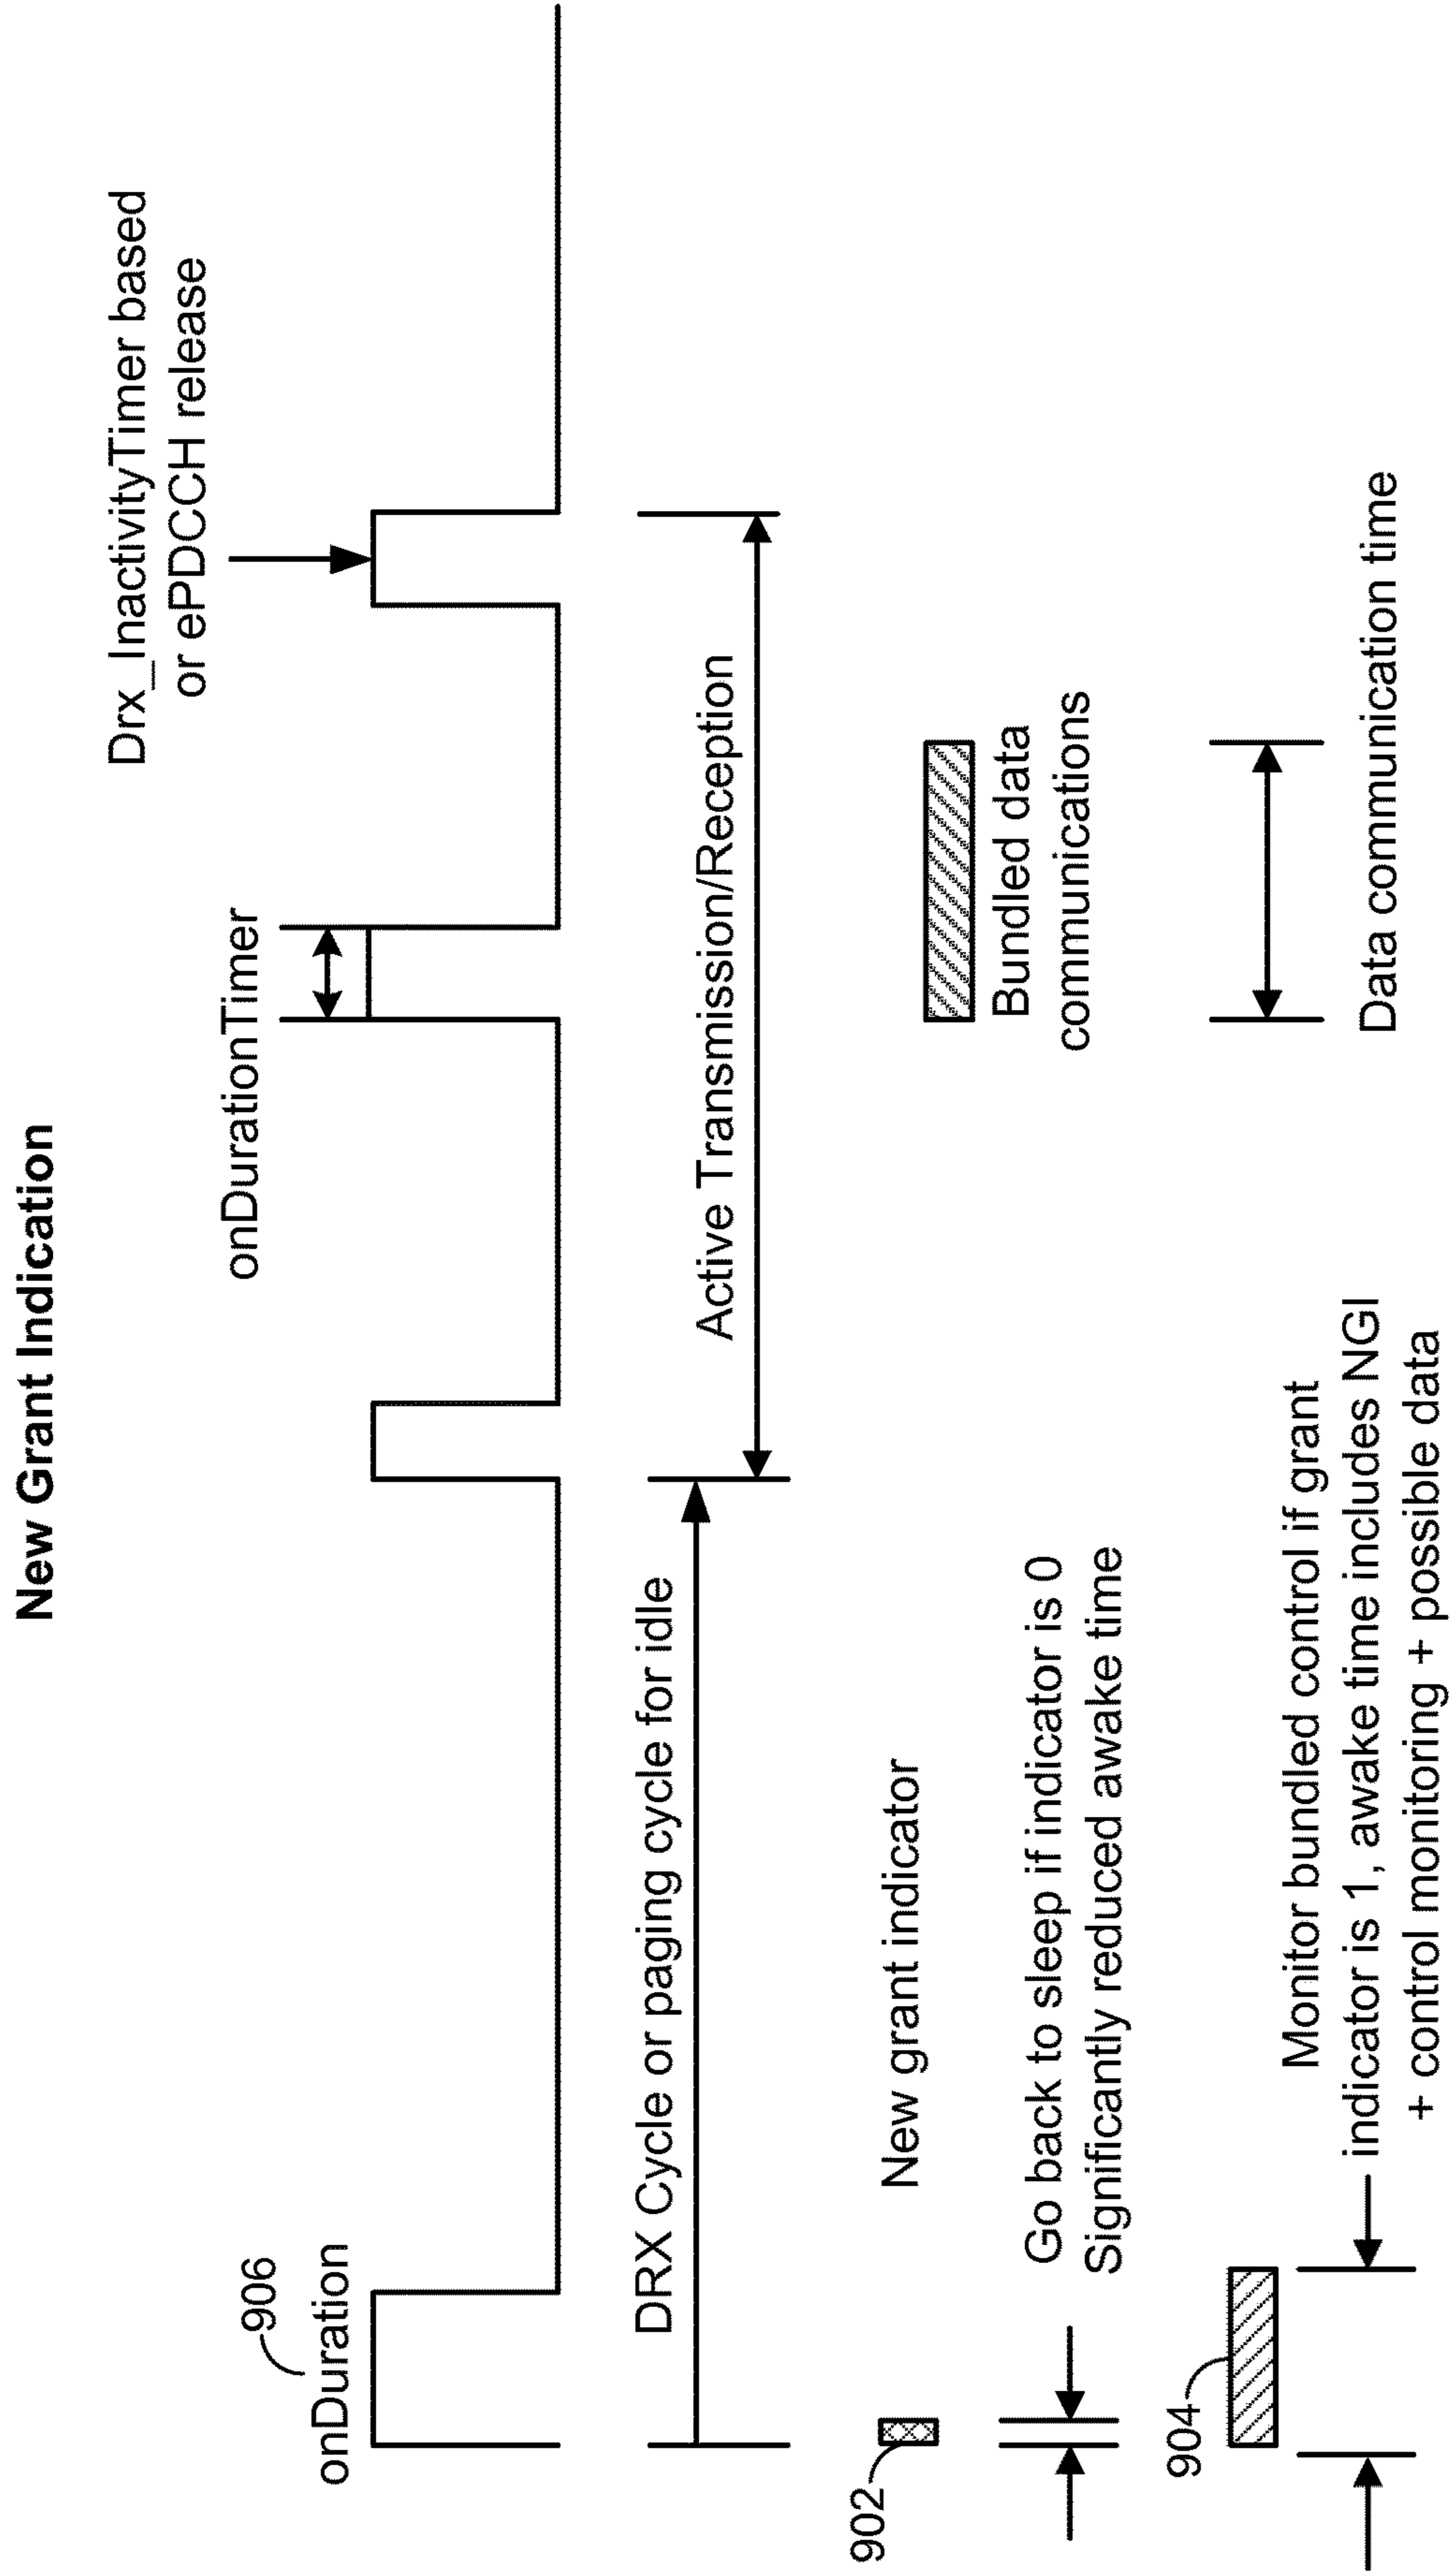 New Grant Indication
906
onDuration
onDurationTimer
Drx_InactivityTimer based
or ePDCCH release
DRX Cycle or paging cycle for idle
Active Transmission/Reception
902
New grant indicator
Bundled data
communications
Go back to sleep if indicator is 0
Significantly reduced awake time
904
Monitor bundled control if grant
indicator is 1, awake time includes NGI
+ control monitoring + possible data
Data communication time